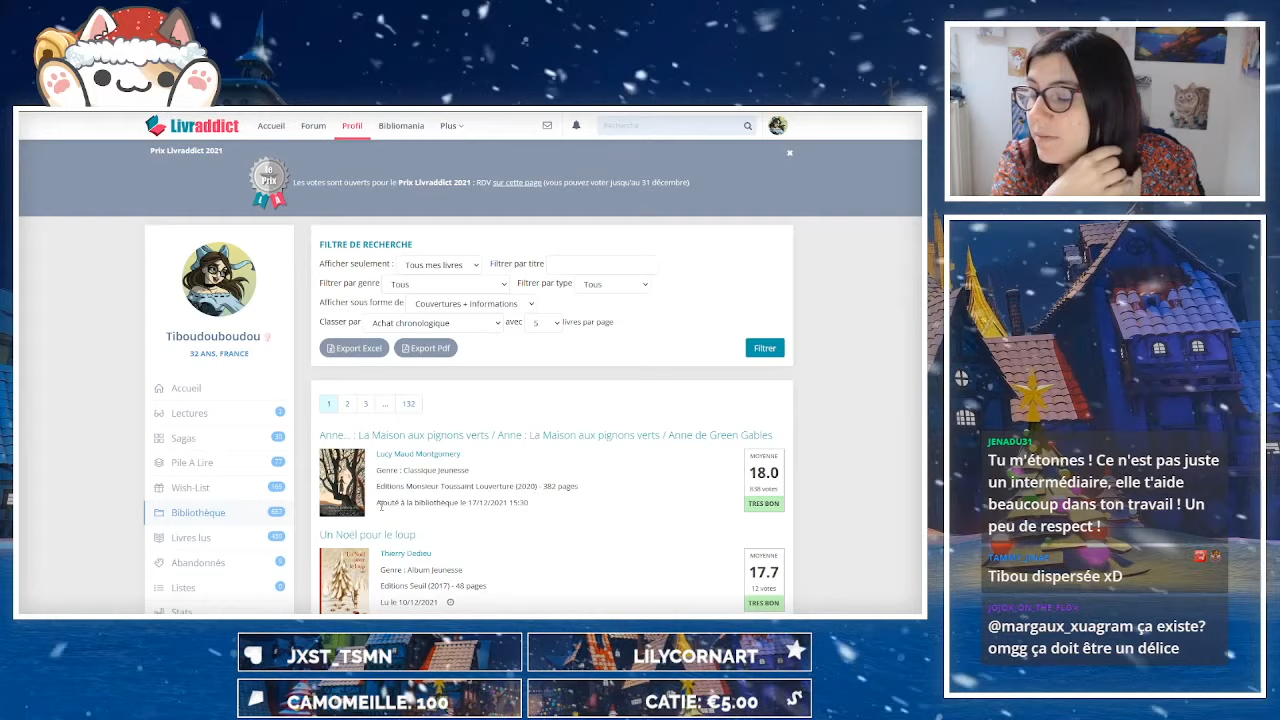 Livraddict
Accueil
Forum
Profil
Bibliomania
Plus
Recherche
Prix Livraddict 2021
8e Prix
L A
Les votes sont ouverts pour le Prix Livraddict 2021 : RDV sur cette page (vous pouvez voter jusqu'au 31 décembre)
Tiboudouboudou
32 ANS, FRANCE
Accueil
Lectures
Sagas
Pile A Lire 77
Wish-List
Bibliothèque
Livres lus
Abandonnés
Listes 0
Stats
FILTRE DE RECHERCHE
Afficher seulement : Tous mes livres Filtrer par titre
Filtrer par genre Tous Filtrer par type Tous
Afficher sous forme de Couvertures + Informations
Classer par Achat chronologique avec 5 livres par page
Export Excel Export Pdf Filtrer
1 2 3 ... 132
Anne... : La Maison aux pignons verts / Anne : La Maison aux pignons verts / Anne de Green Gables
Lucy Maud Montgomery
Genre : Classique Jeunesse
Editions Monsieur Toussaint Louverture (2020) - 382 pages
Ajouté à la bibliothèque le 17/12/2021 15:30
MOYENNE
18.0
838 votes
TRES BON
Un Noël pour le loup
Thierry Dedieu
Genre : Album Jeunesse
Editions Seuil (2017) - 48 pages
Lu le 10/12/2021
MOYENNE
17.7
12 votes
TRES BON
JENADU31
Tu m'étonnes ! Ce n'est pas juste
un intermédiaire, elle t'aide
beaucoup dans ton travail ! Un
peu de respect !
Tibou dispersée xD
JOJOX_ON_THE_FLOX
@margaux_xuagram ça existe?
omgg ça doit être un délice
JXST_TSMN
LILYCORNART
CAMOMEILLE: 100
CATIE: €5.00